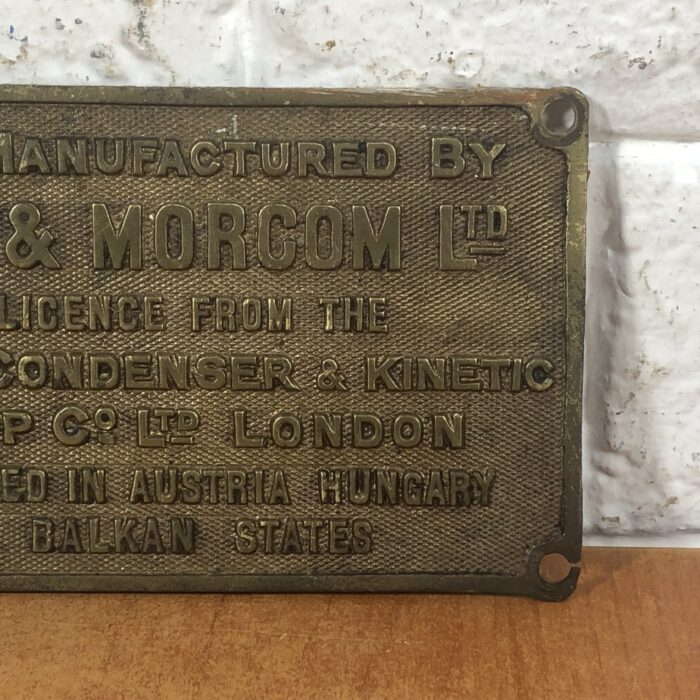 MANUFACTURED BY
& MORCOM LTD
LICENCE FROM THE
CONDENSER & KINETIC
P CO LTD LONDON
ED IN AUSTRIA HUNGARY
BALKAN STATES